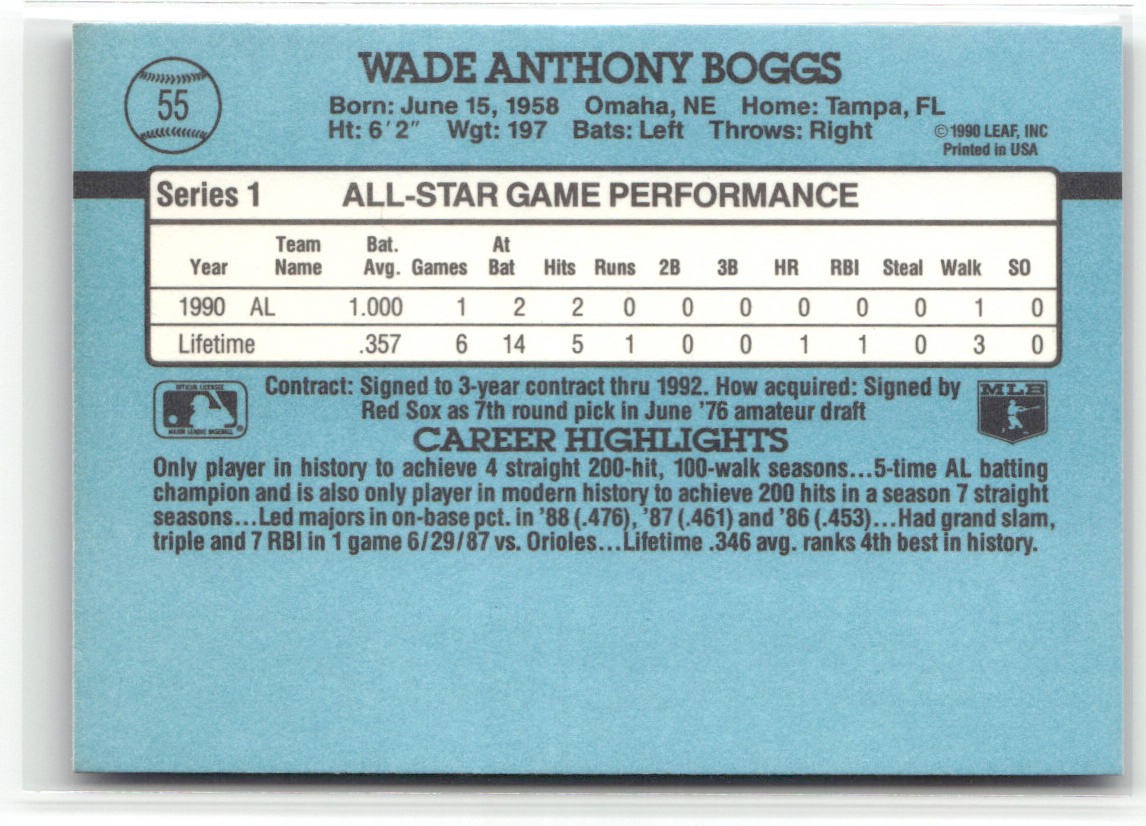 55
WADE ANTHONY BOGGS
Born: June 15, 1958 Omaha, NE Home: Tampa, FL
Ht: 6'2" Wgt: 197 Bats: Left Throws: Right
©1990 LEAF, INC
Printed in USA
Series 1 ALL-STAR GAME PERFORMANCE
Year Team Name Bat. Avg. Games At Bat Hits Runs 2B 3B HR RBI Steal Walk SO
1990 AL 1.000 1 2 2 0 0 0 0 0 0 1 0
Lifetime .357 6 14 5 1 0 0 1 1 0 3 0
OFFICIAL LICENSEE
MAJOR LEAGUE BASEBALL
Contract: Signed to 3-year contract thru 1992. How acquired: Signed by
Red Sox as 7th round pick in June '76 amateur draft
MLB
CAREER HIGHLIGHTS
Only player in history to achieve 4 straight 200-hit, 100-walk seasons...5-time AL batting
champion and is also only player in modern history to achieve 200 hits in a season 7 straight
seasons...Led majors in on-base pct. in '88 (.476), '87 (.461) and '86 (.453)...Had grand slam,
triple and 7 RBI in 1 game 6/29/87 vs. Orioles...Lifetime .346 avg. ranks 4th best in history.